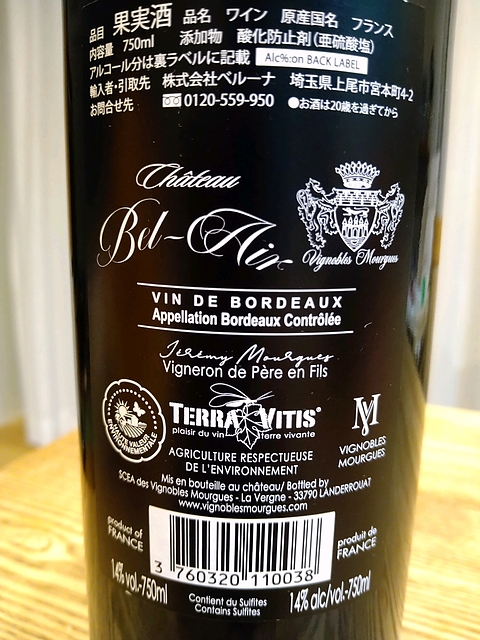 品目 果実酒 品名 ワイン 原産国名 フランス
内容量 750ml 添加物 酸化防止剤(亜硫酸塩)
アルコール分は裏ラベルに記載 Alc%:on BACK LABEL
輸入者・引取先 株式会社ベルーナ 埼玉県上尾市宮本町4-2
お問合せ先 0120-559-950 ●お酒は20歳を過ぎてから
Château
Bel-Air
Vignobles Mourgues
VIN DE BORDEAUX
Appellation Bordeaux Contrôlée
Jérémy Mourgues
Vigneron de Père en Fils
HAUTE VALEUR ENVIRONNEMENTALE
TERRA VITIS®
plaisir du vin terre vivante
VM
VIGNOBLES
MOURGUES
AGRICULTURE RESPECTUEUSE
DE L'ENVIRONNEMENT
Mis en bouteille au château/ Bottled by
SCEA des Vignobles Mourgues - La Vergne - 33790 LANDERROUAT
www.vignoblesmourgues.com
product of
FRANCE
produit de
FRANCE
3 760320 110038
14% vol-750ml
Contient du Sulfites
Contains Sulfites
14% alc/vol-750ml